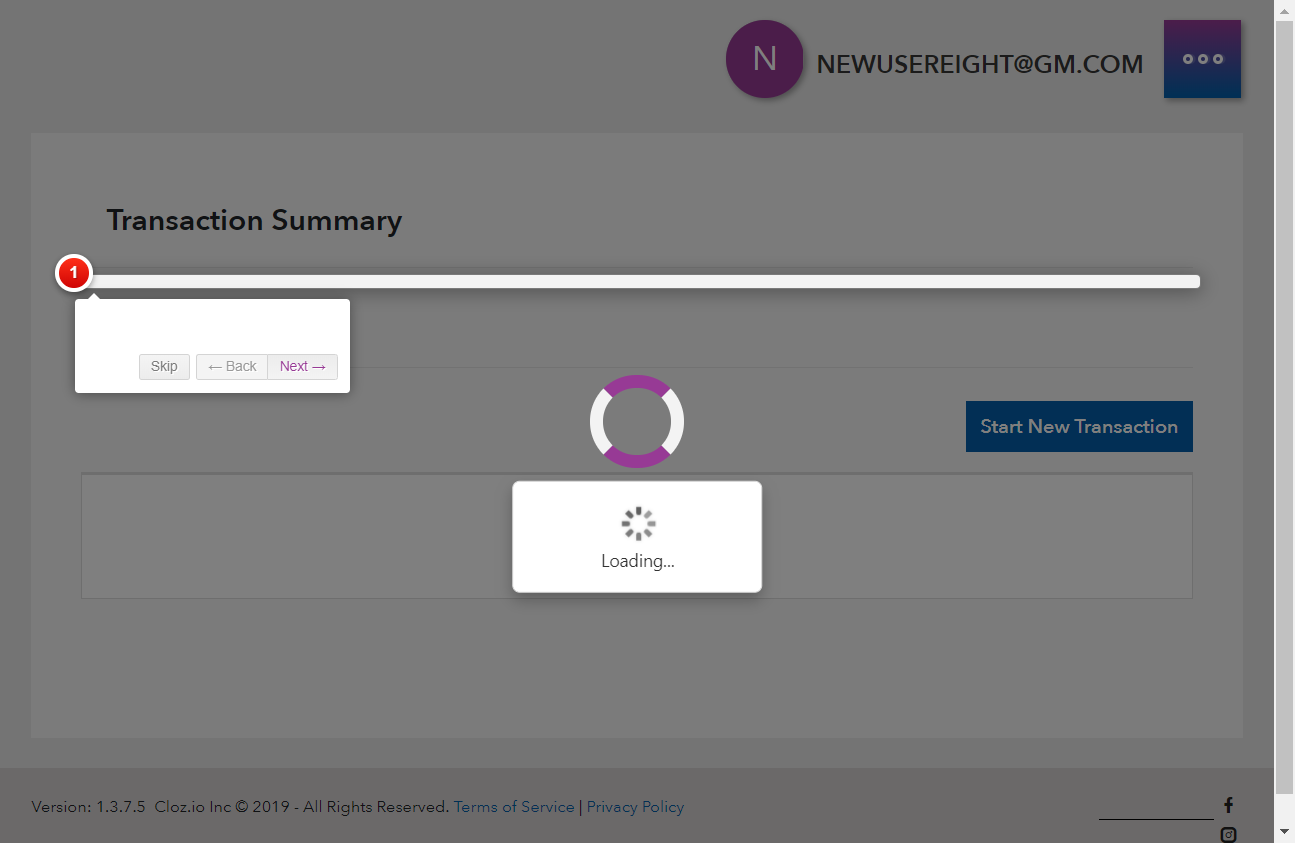 N NEWUSEREIGHT@GM.COM
Transaction Summary
1
Skip ← Back Next →
Start New Transaction
Loading...
Version: 1.3.7.5 Cloz.io Inc © 2019 - All Rights Reserved. Terms of Service | Privacy Policy